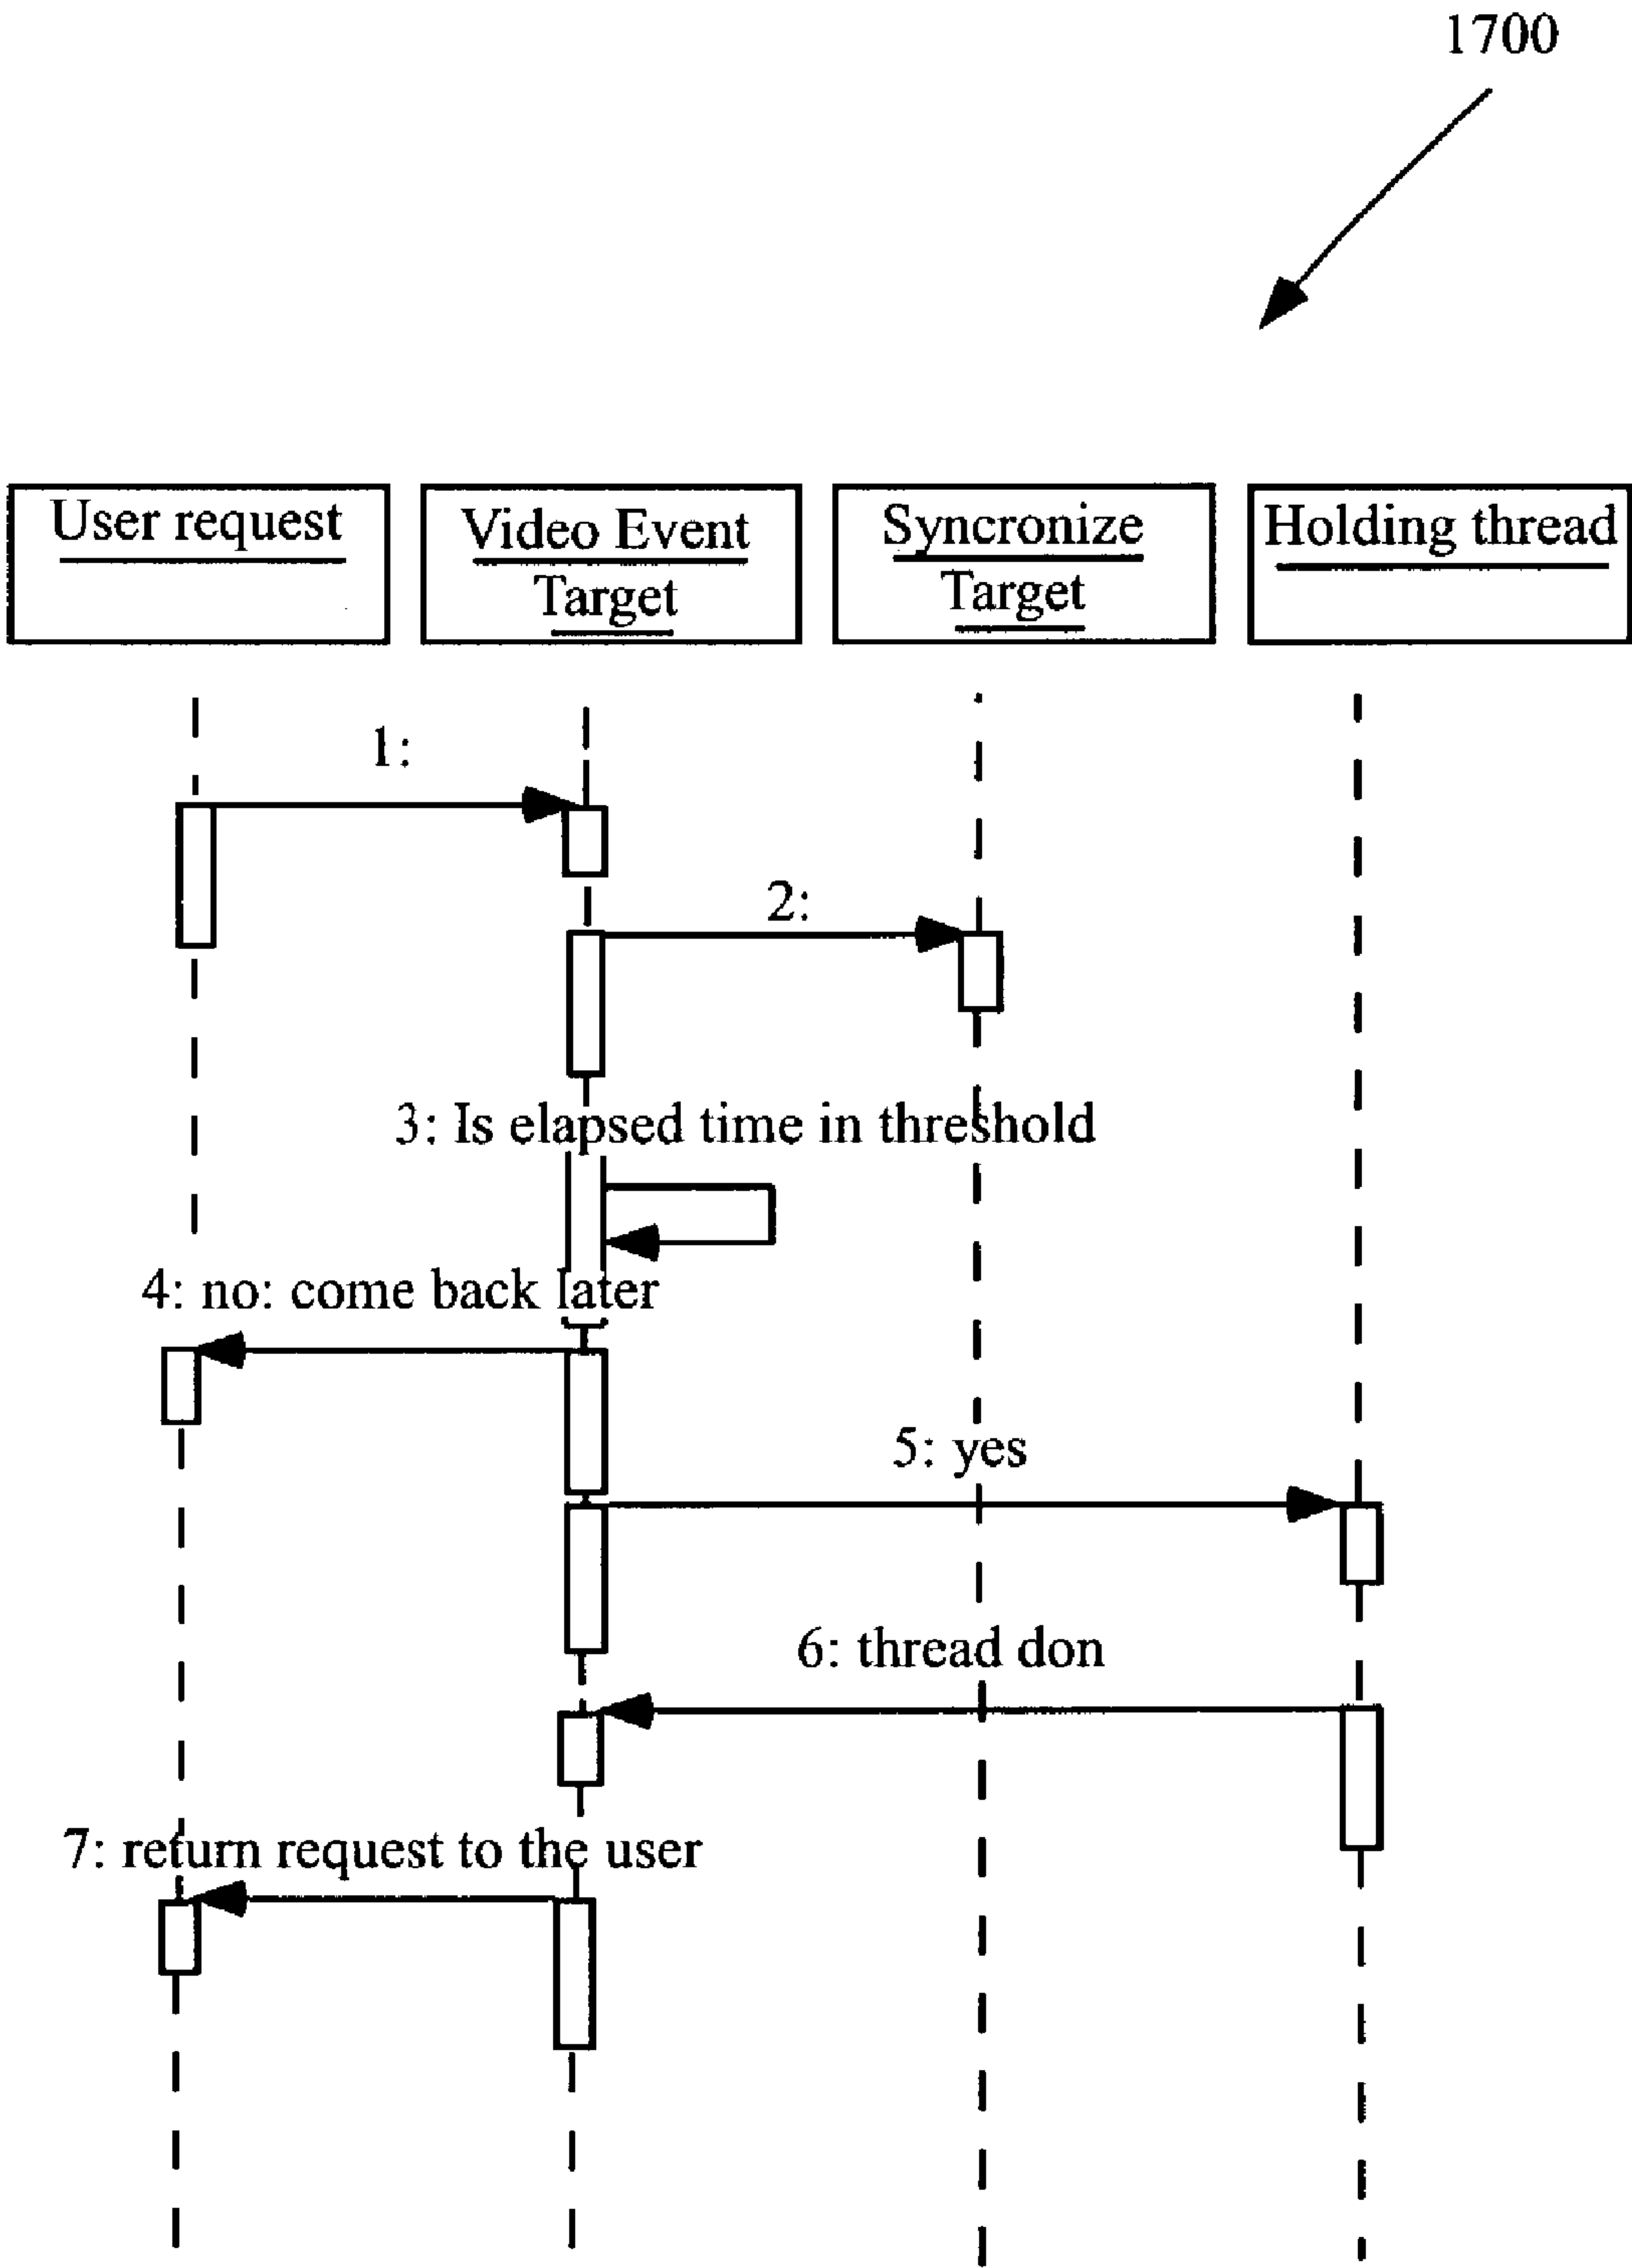 1700
User request
Video Event
Target
Syncronize
Target
Holding thread
1:
2:
3: Is elapsed time in threshold
4: no: come back later
5: yes
6: thread don
7: return request to the user